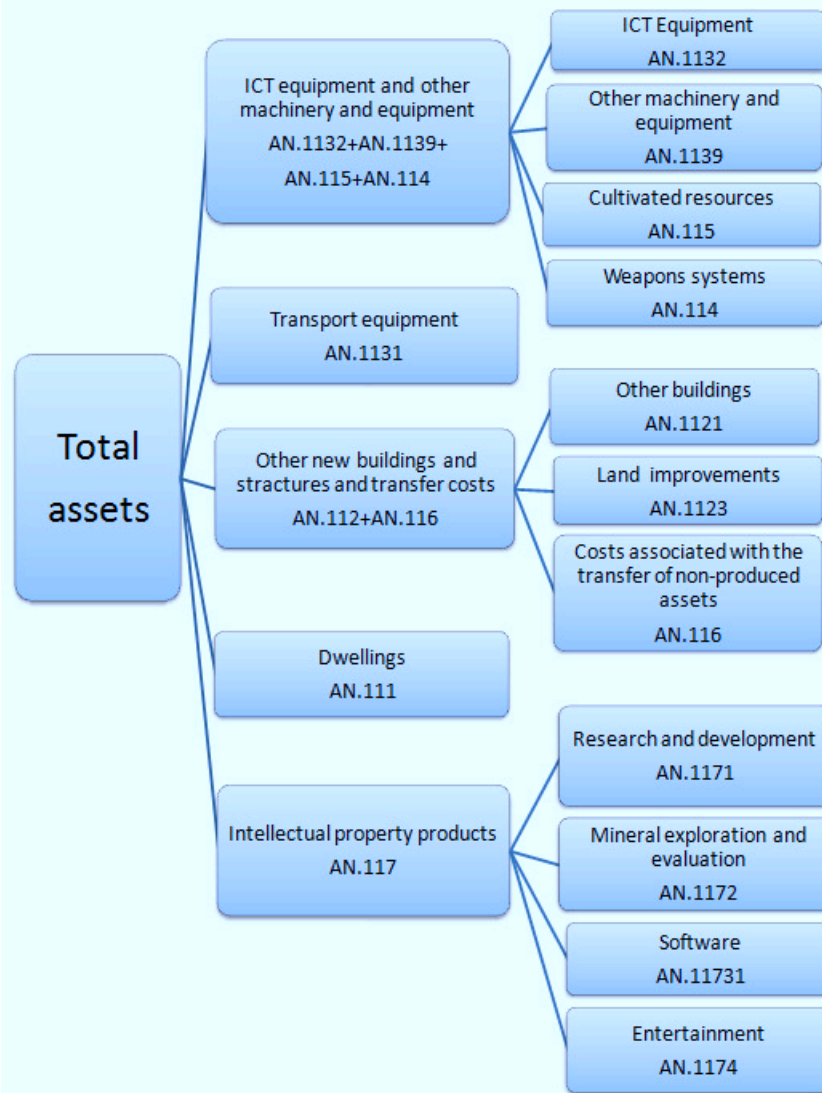 Total
assets
ICT equipment and other
machinery and equipment
AN.1132+AN.1139+
AN.115+AN.114
ICT Equipment
AN.1132
Other machinery and
equipment
AN.1139
Cultivated resources
AN.115
Weapons systems
AN.114
Transport equipment
AN.1131
Other new buildings and
stractures and transfer costs
AN.112+AN.116
Other buildings
AN.1121
Land improvements
AN.1123
Costs associated with the
transfer of non-produced
assets
AN.116
Dwellings
AN.111
Intellectual property products
AN.117
Research and development
AN.1171
Mineral exploration and
evaluation
AN.1172
Software
AN.11731
Entertainment
AN.1174